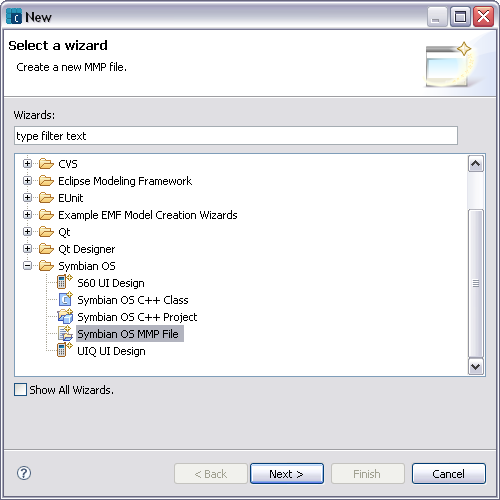 New
Select a wizard
Create a new MMP file.
Wizards:
type filter text
CVS
Eclipse Modeling Framework
EUnit
Example EMF Model Creation Wizards
Qt
Qt Designer
Symbian OS
S60 UI Design
Symbian OS C++ Class
Symbian OS C++ Project
Symbian OS MMP File
UIQ UI Design
Show All Wizards.
? < Back Next > Finish Cancel